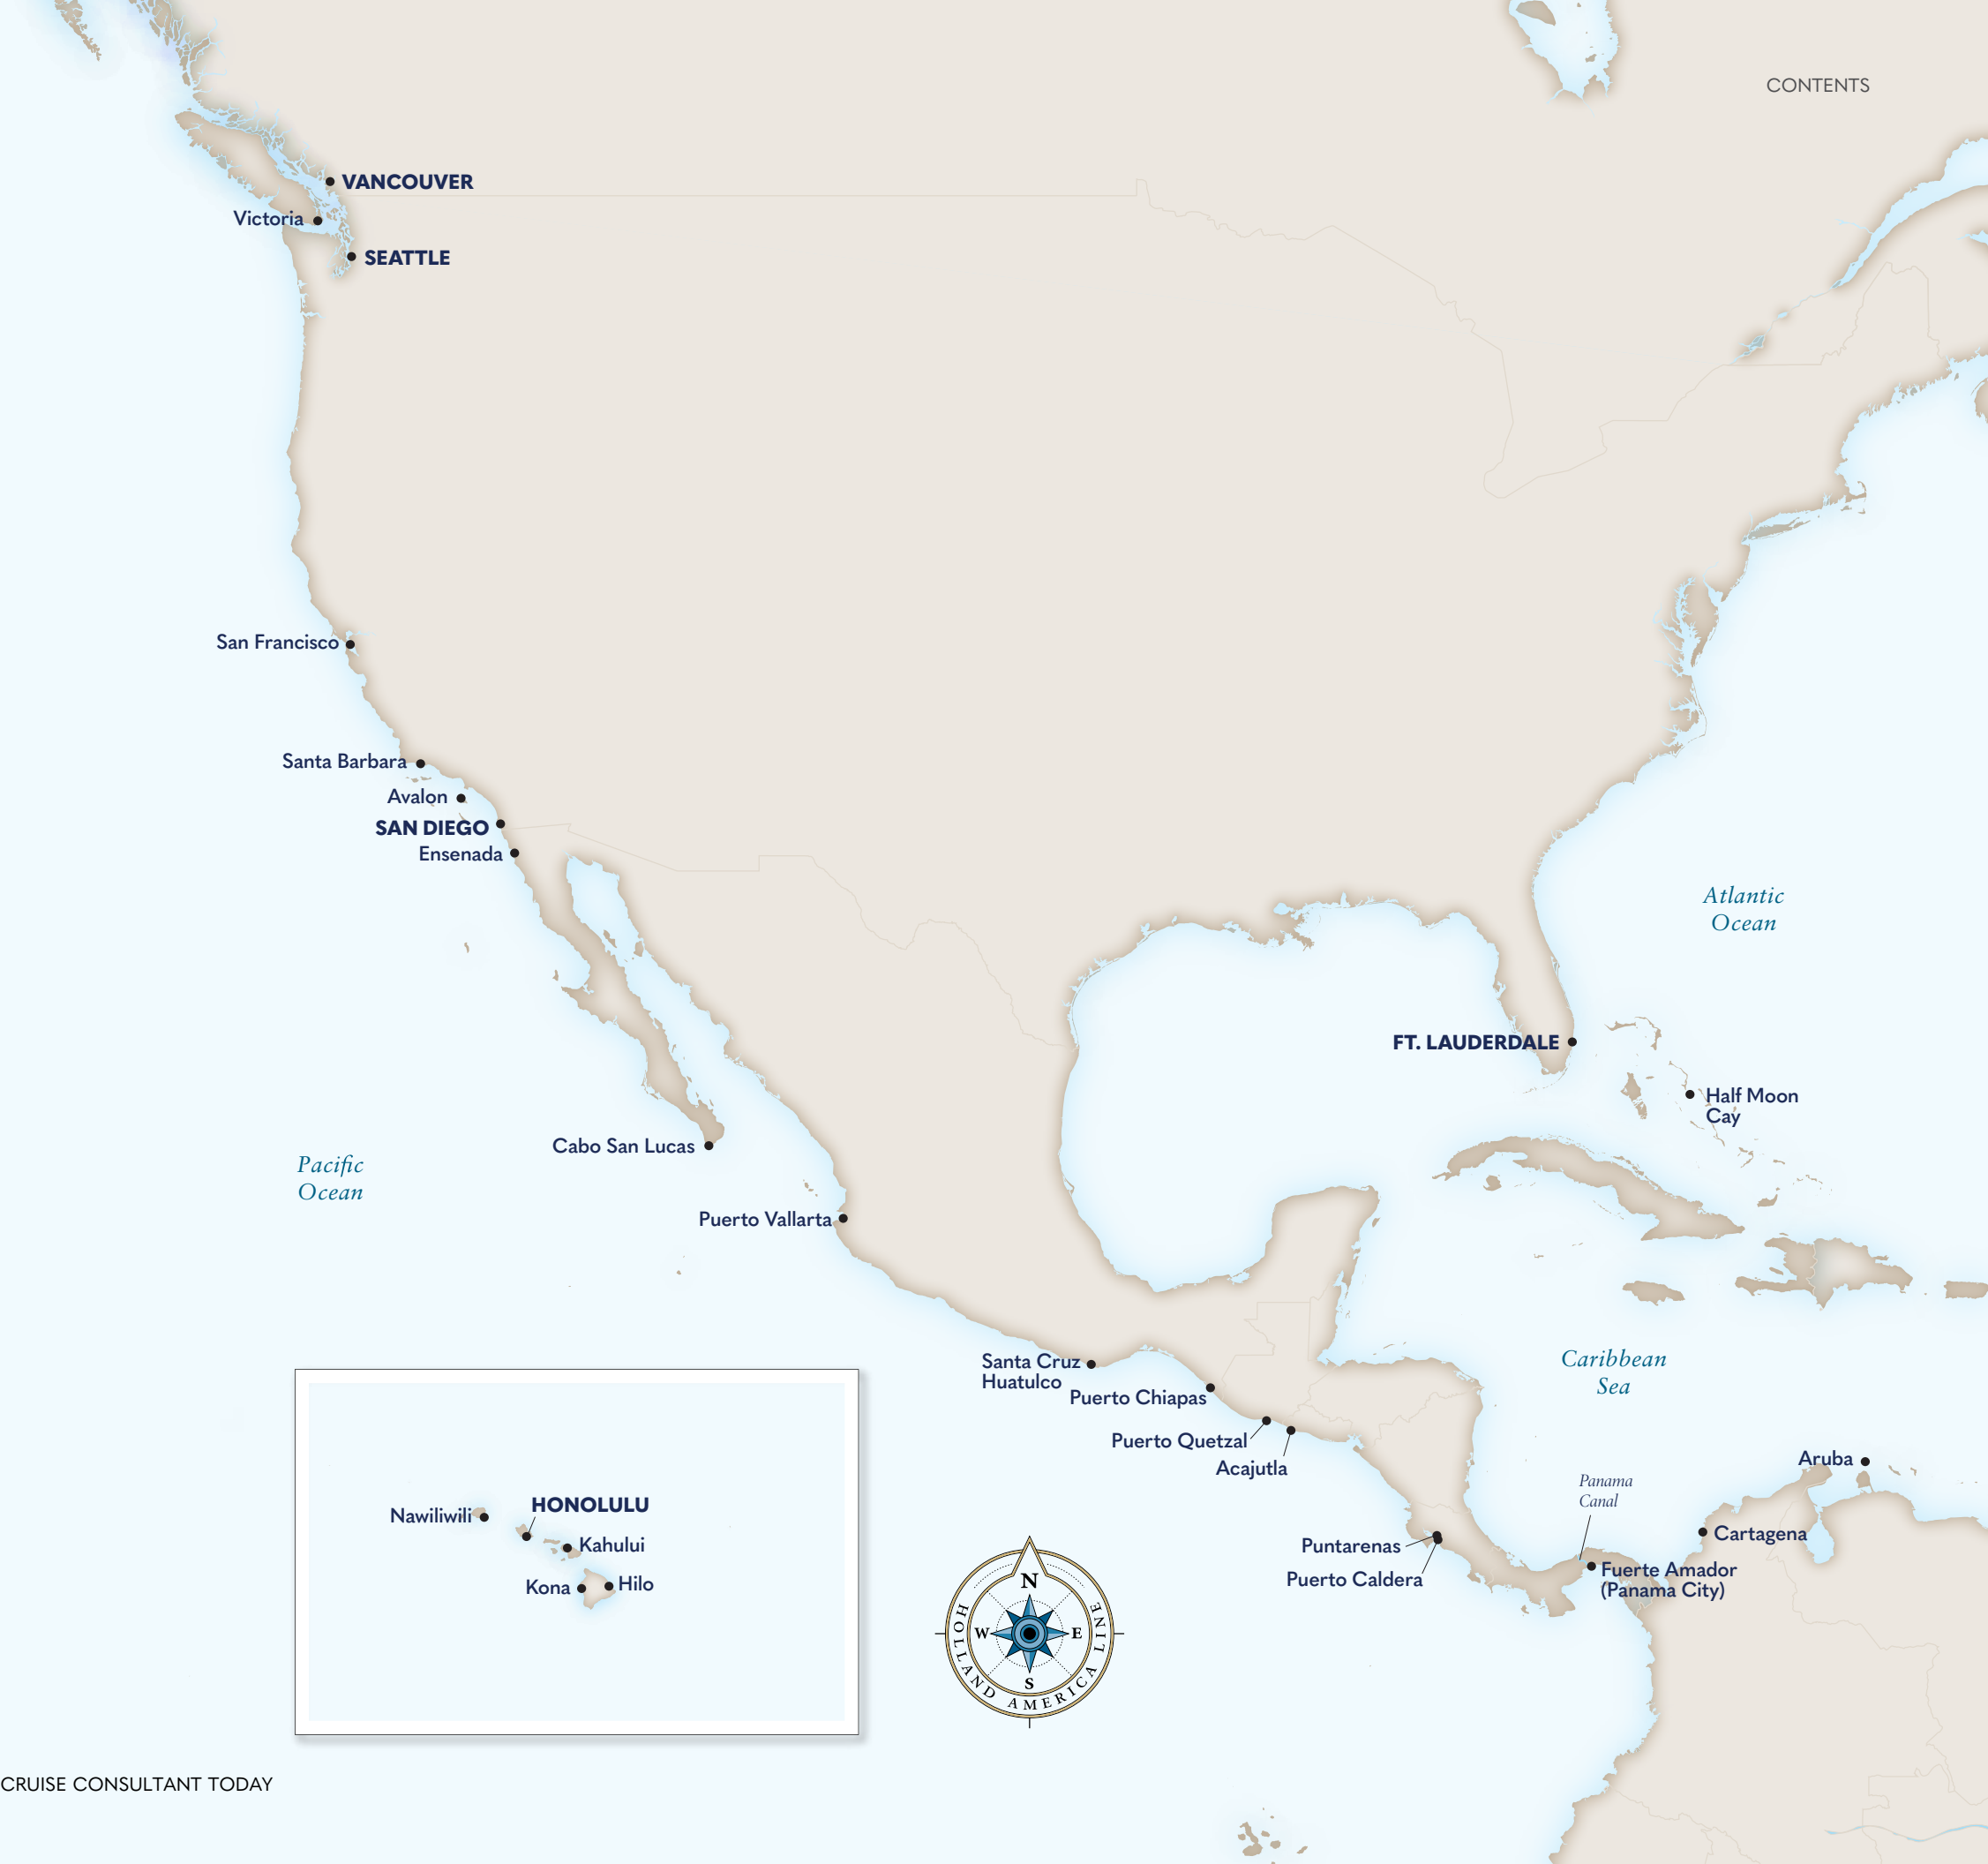 CONTENTS
VANCOUVER
Victoria
SEATTLE
San Francisco
Santa Barbara
Avalon
SAN DIEGO
Ensenada
Atlantic
Ocean
FT. LAUDERDALE
Half Moon
Cay
Cabo San Lucas
Pacific
Ocean
Puerto Vallarta
Santa Cruz
Huatulco
Caribbean
Sea
Puerto Chiapas
Puerto Quetzal
Acajutla
Aruba
Panama
Canal
HONOLULU
Nawiliwili
Kahului
Kona
Hilo
Puntarenas
Puerto Caldera
Cartagena
Fuerte Amador
(Panama City)
N
W
E
S
HOLLAND AMERICA LINE
CRUISE CONSULTANT TODAY